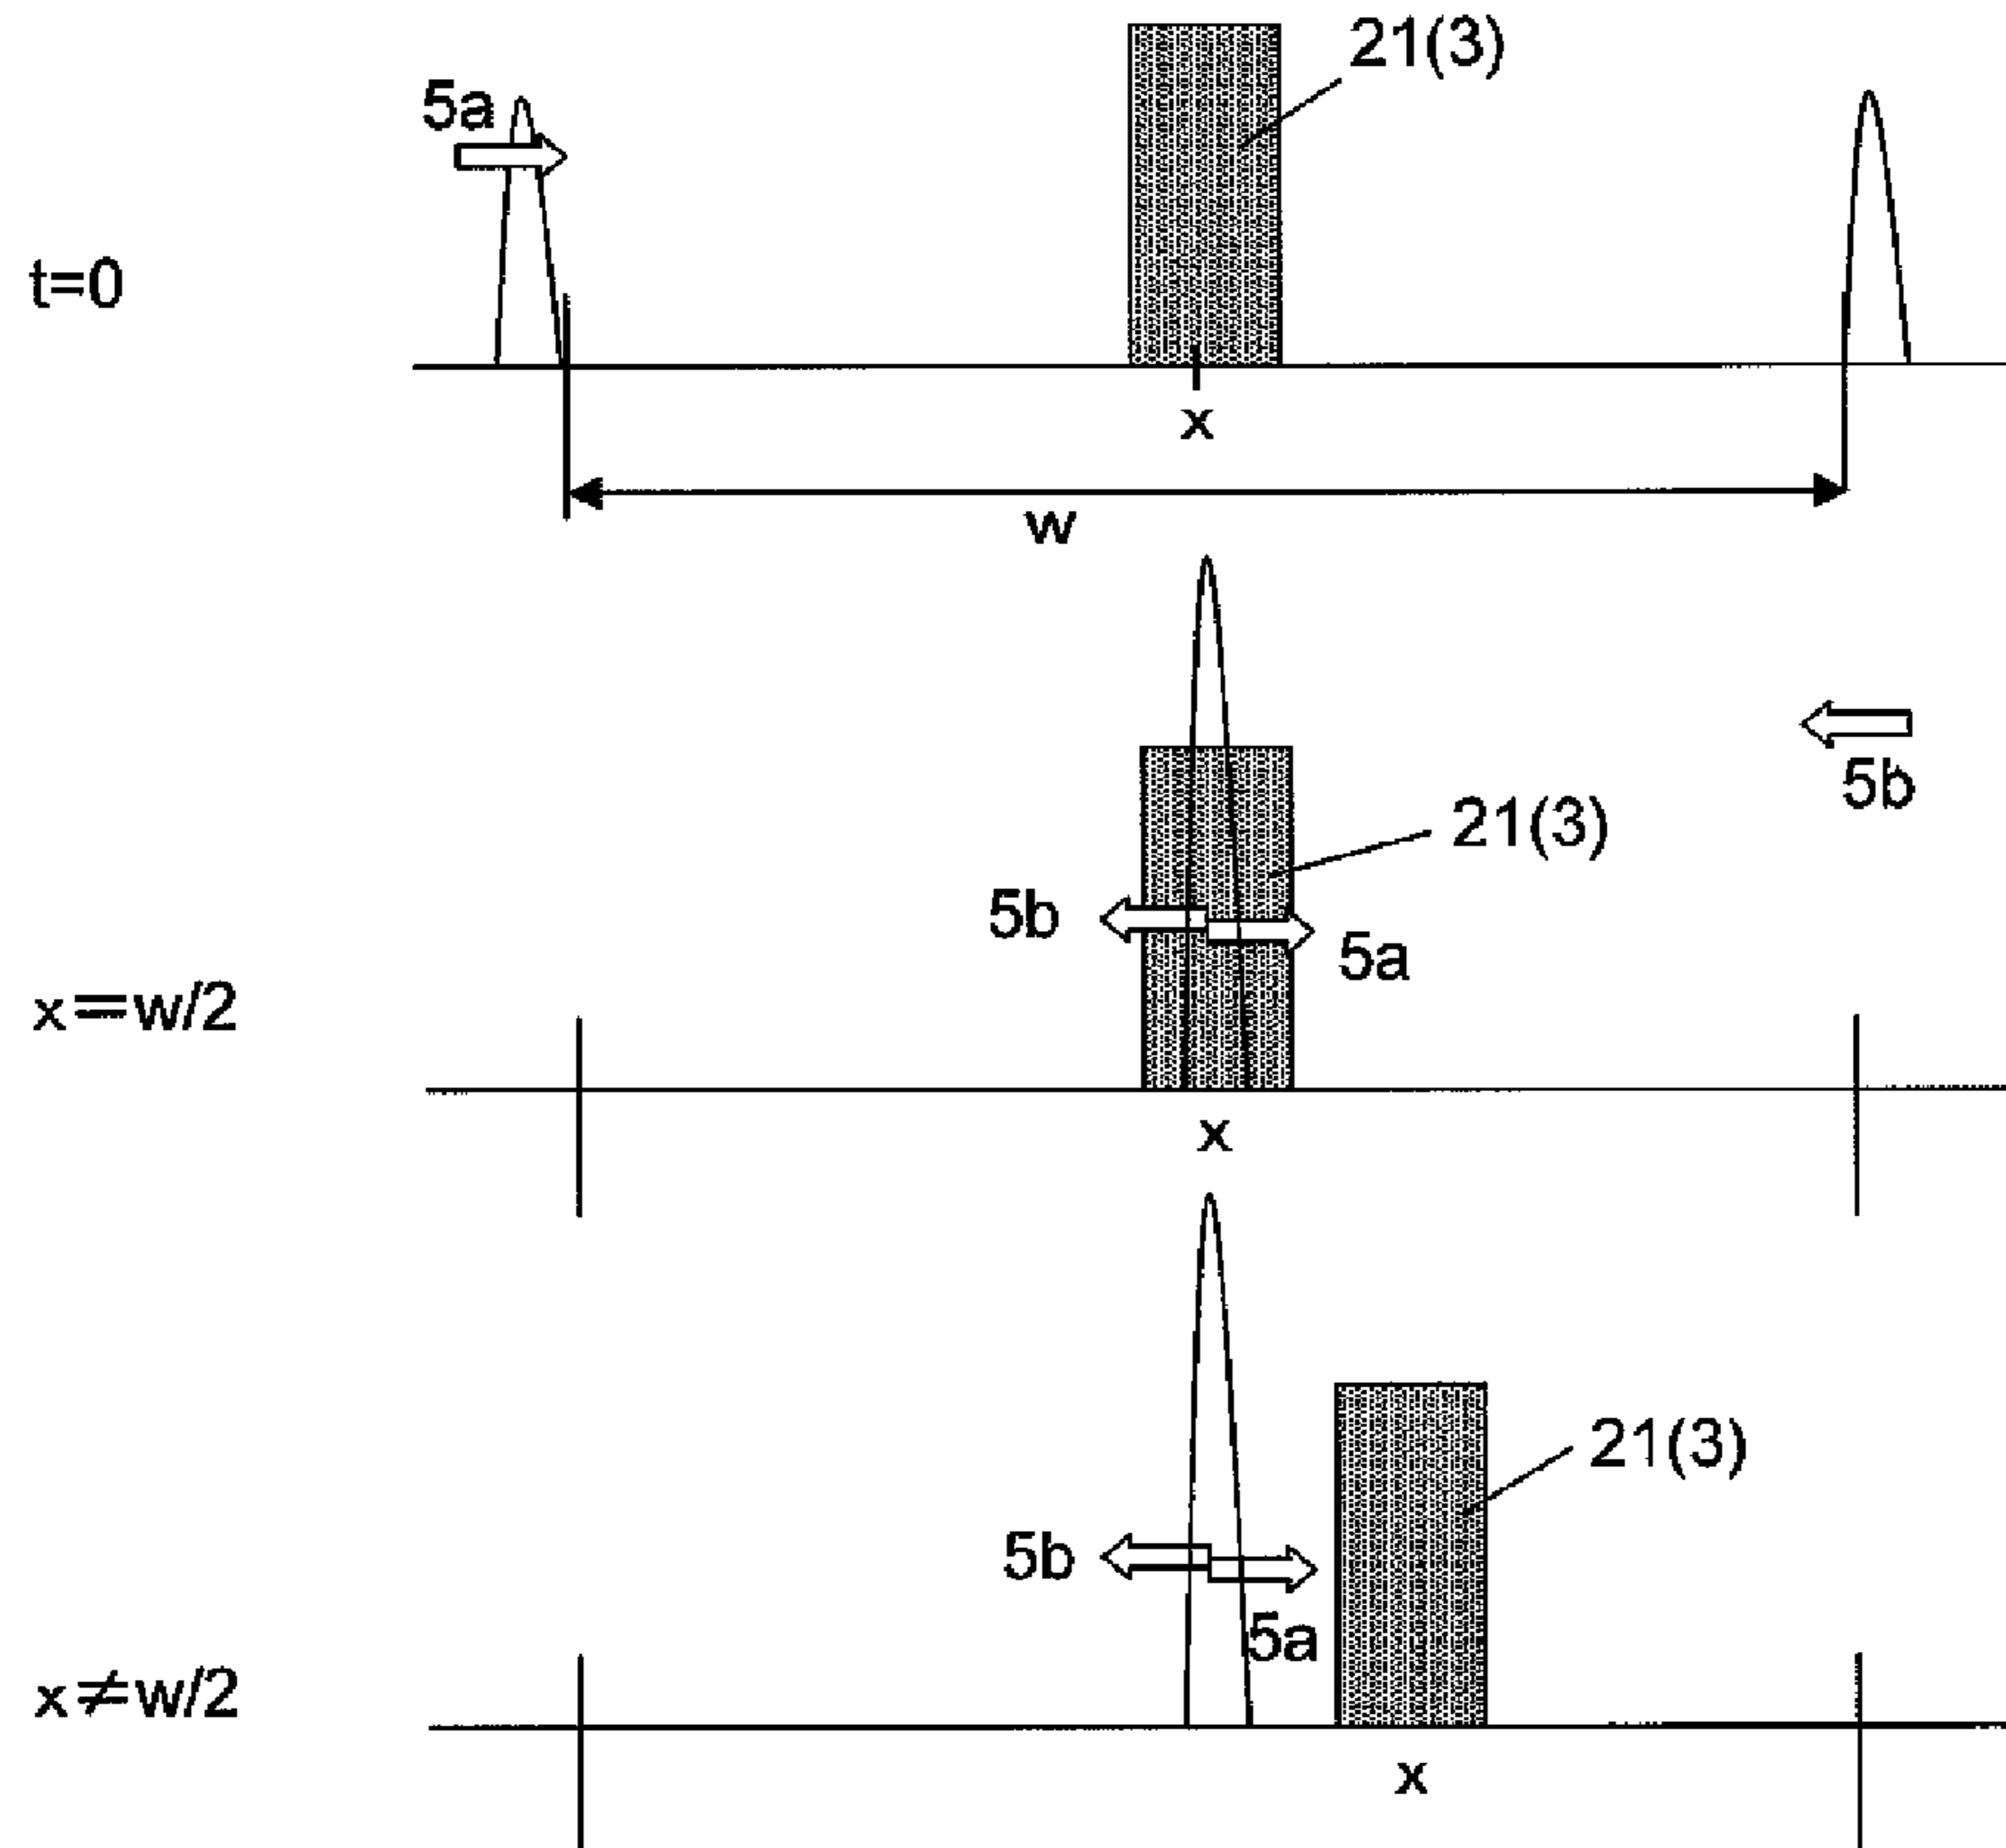 21(3)
5a
t=0
x
w
5b
21(3)
5b
5a
x=w/2
x
21(3)
5b
5a
x≠w/2
x